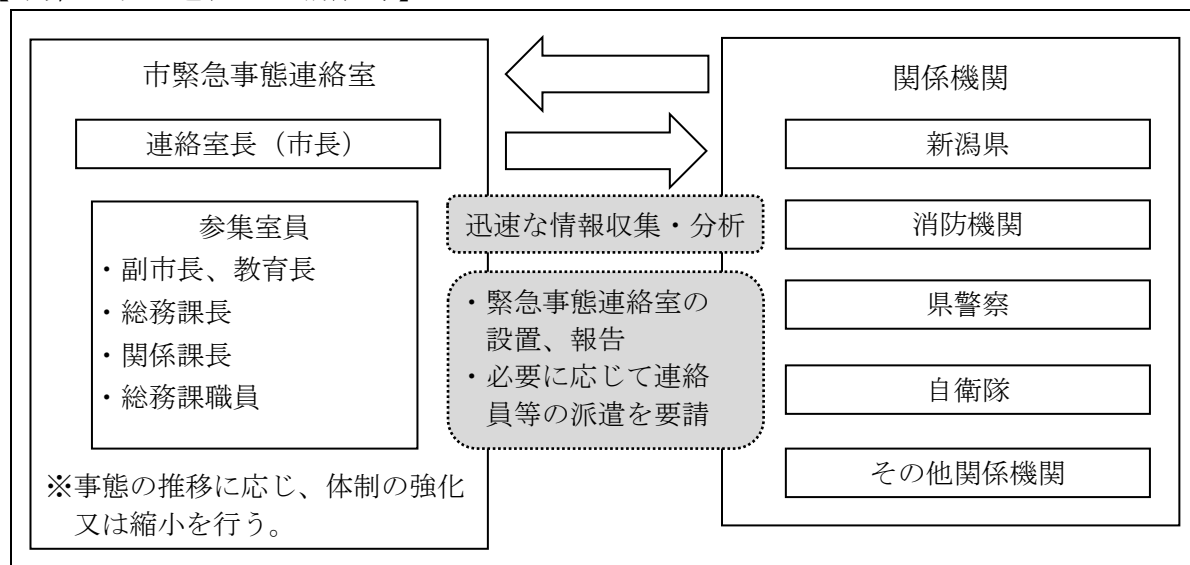 市緊急事態連絡室
連絡室長（市長）
参集室員
・副市長、教育長
・総務課長
・関係課長
・総務課職員
※事態の推移に応じ、体制の強化
又は縮小を行う。
迅速な情報収集・分析
・緊急事態連絡室の
設置、報告
・必要に応じて連絡
員等の派遣を要請
関係機関
新潟県
消防機関
県警察
自衛隊
その他関係機関